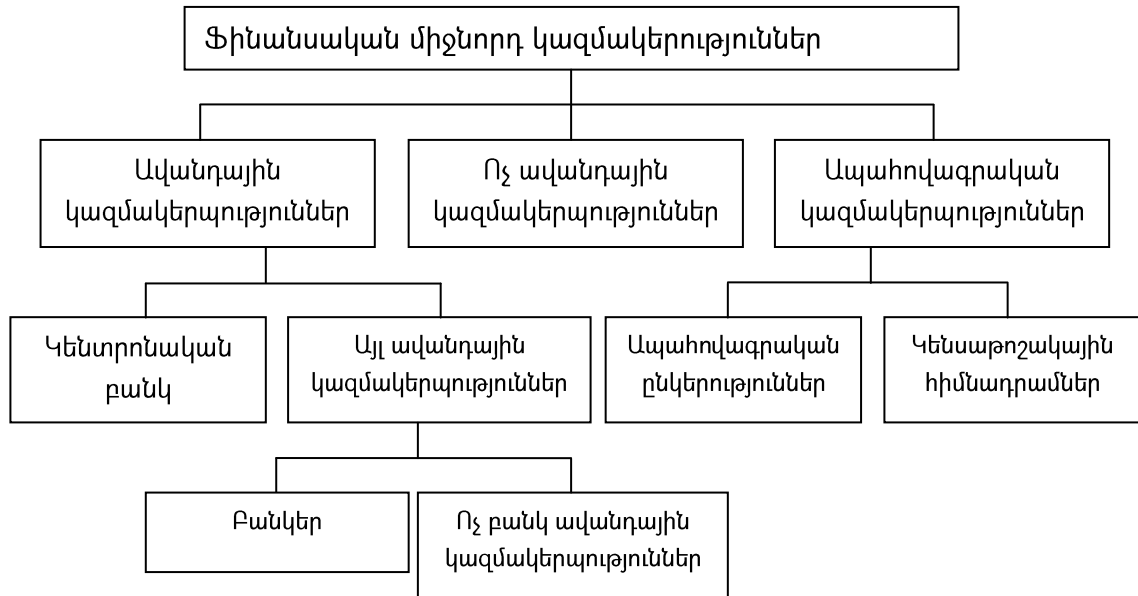 Ֆինանսական միջնորդ կազմակերություններ
Ավանդային
կազմակերպություններ
Ոչ ավանդային
կազմակերպություններ
Ապահովագրական
կազմակերպություններ
Կենտրոնական
բանկ
Այլ ավանդային
կազմակերպություններ
Ապահովագրական
ընկերություններ
Կենսաթոշակային
հիմնադրամներ
Բանկեր
Ոչ բանկ ավանդային
կազմակերպություններ